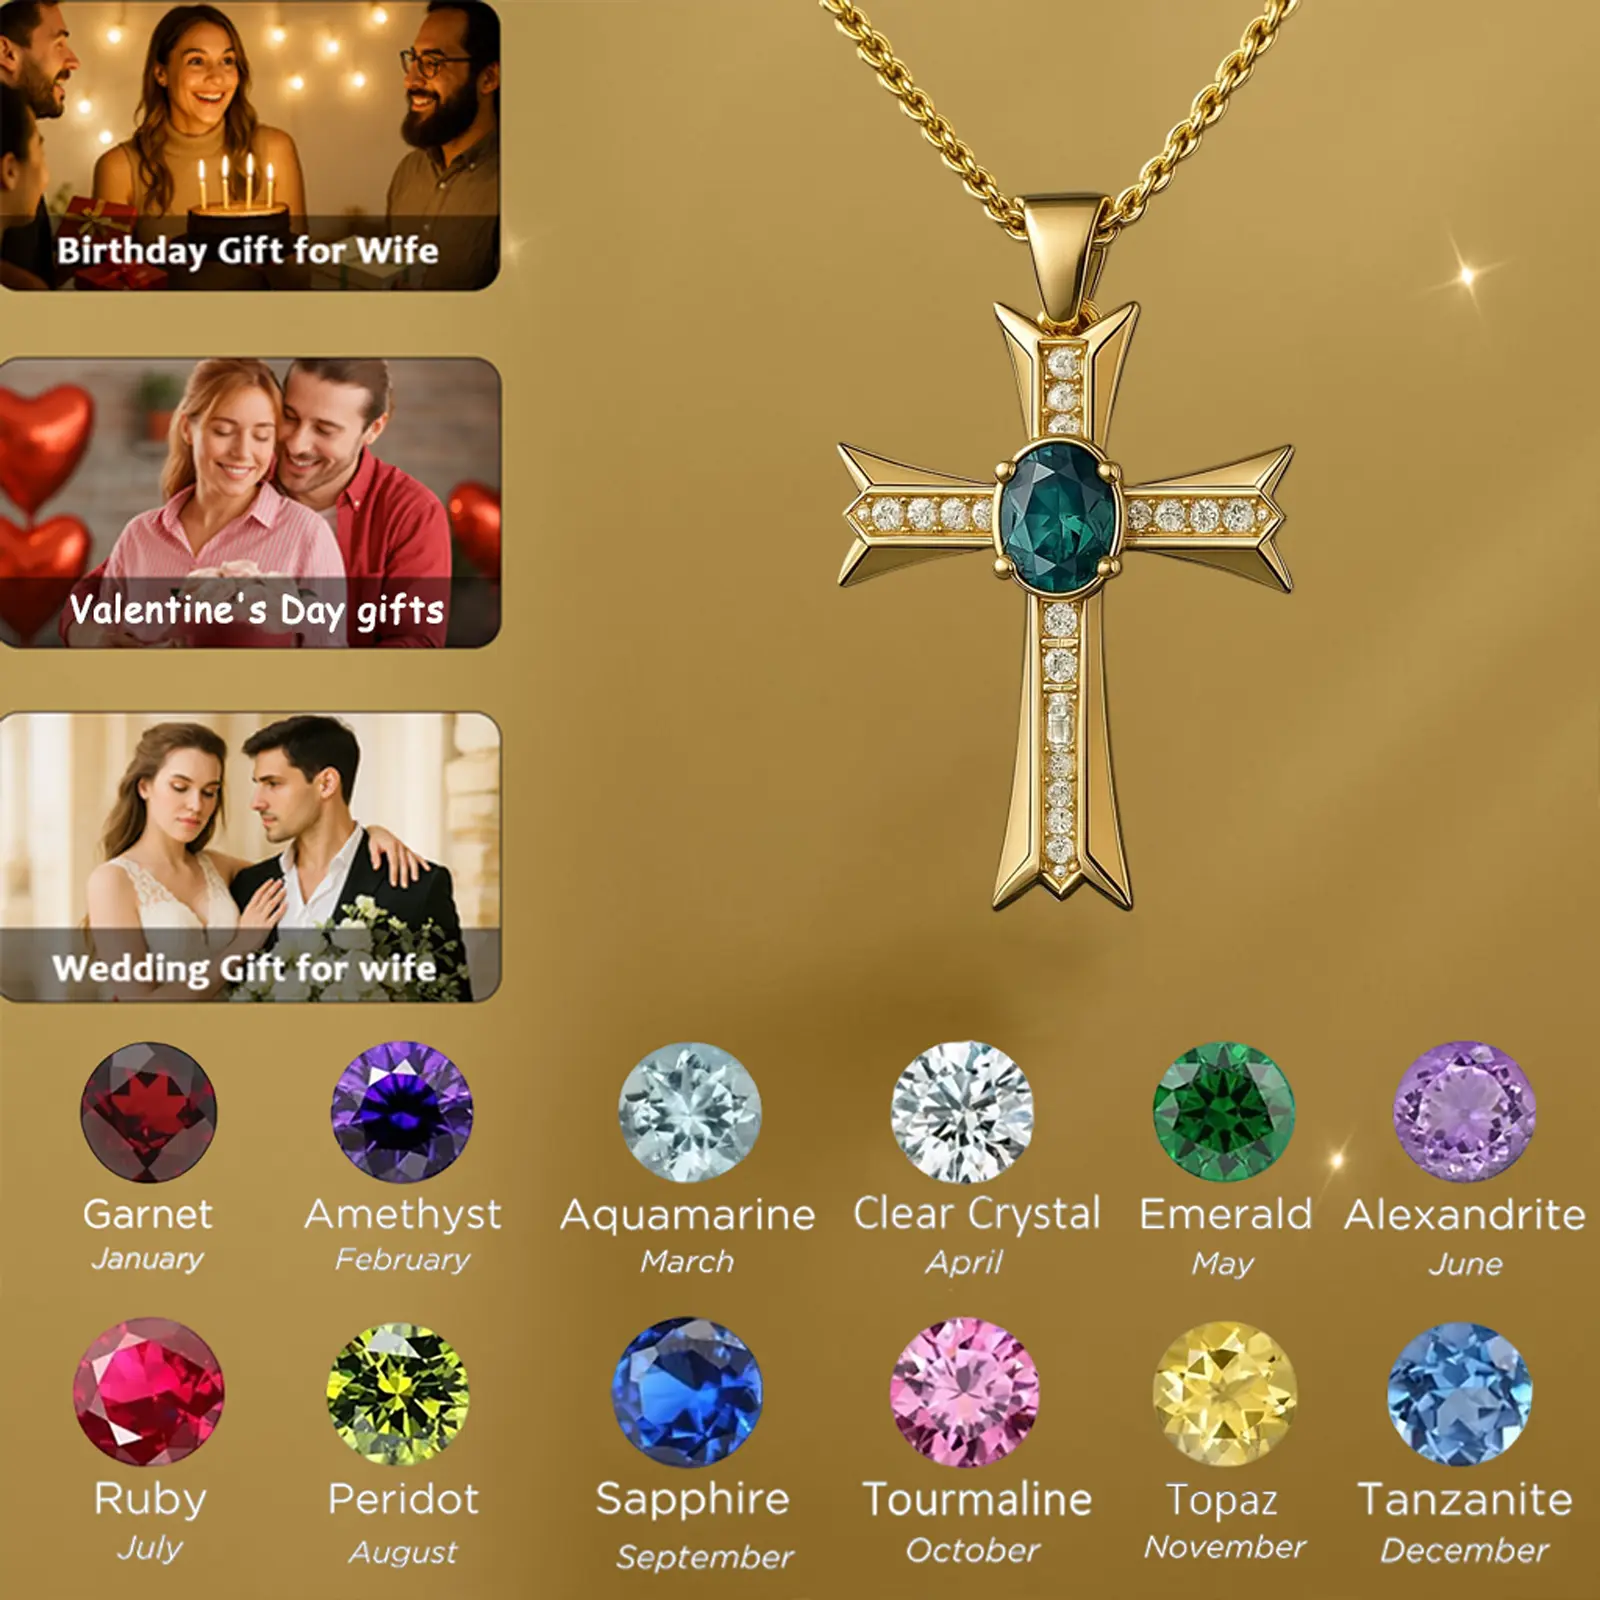 Birthday Gift for Wife
Valentine's Day gifts
Wedding Gift for wife
Garnet
January
Amethyst
February
Aquamarine
March
Clear Crystal
April
Emerald
May
Alexandrite
June
Ruby
July
Peridot
August
Sapphire
September
Tourmaline
October
Topaz
November
Tanzanite
December